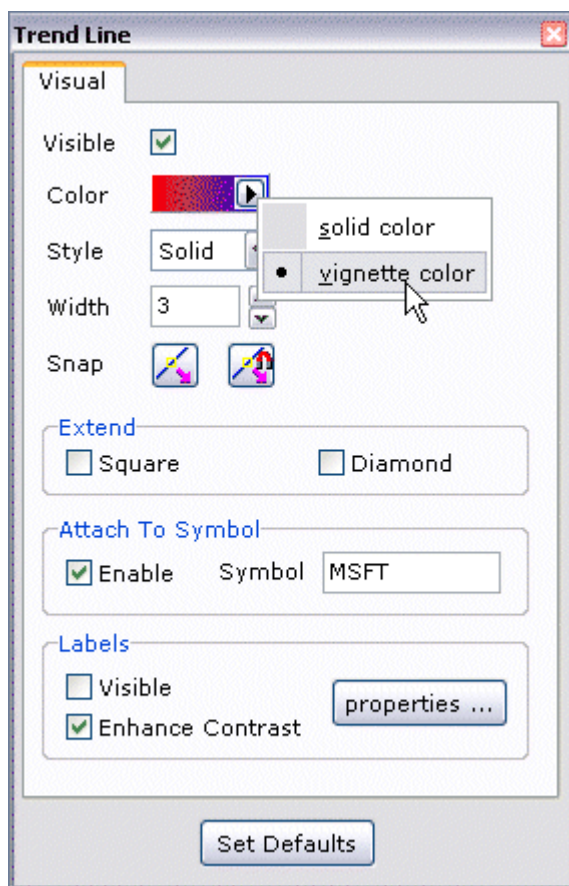 Trend Line
Visual
Visible
Color
solid color
vignette color
Style Solid
Width 3
Snap
Extend
Square Diamond
Attach To Symbol
Enable Symbol MSFT
Labels
Visible
properties ...
Enhance Contrast
Set Defaults